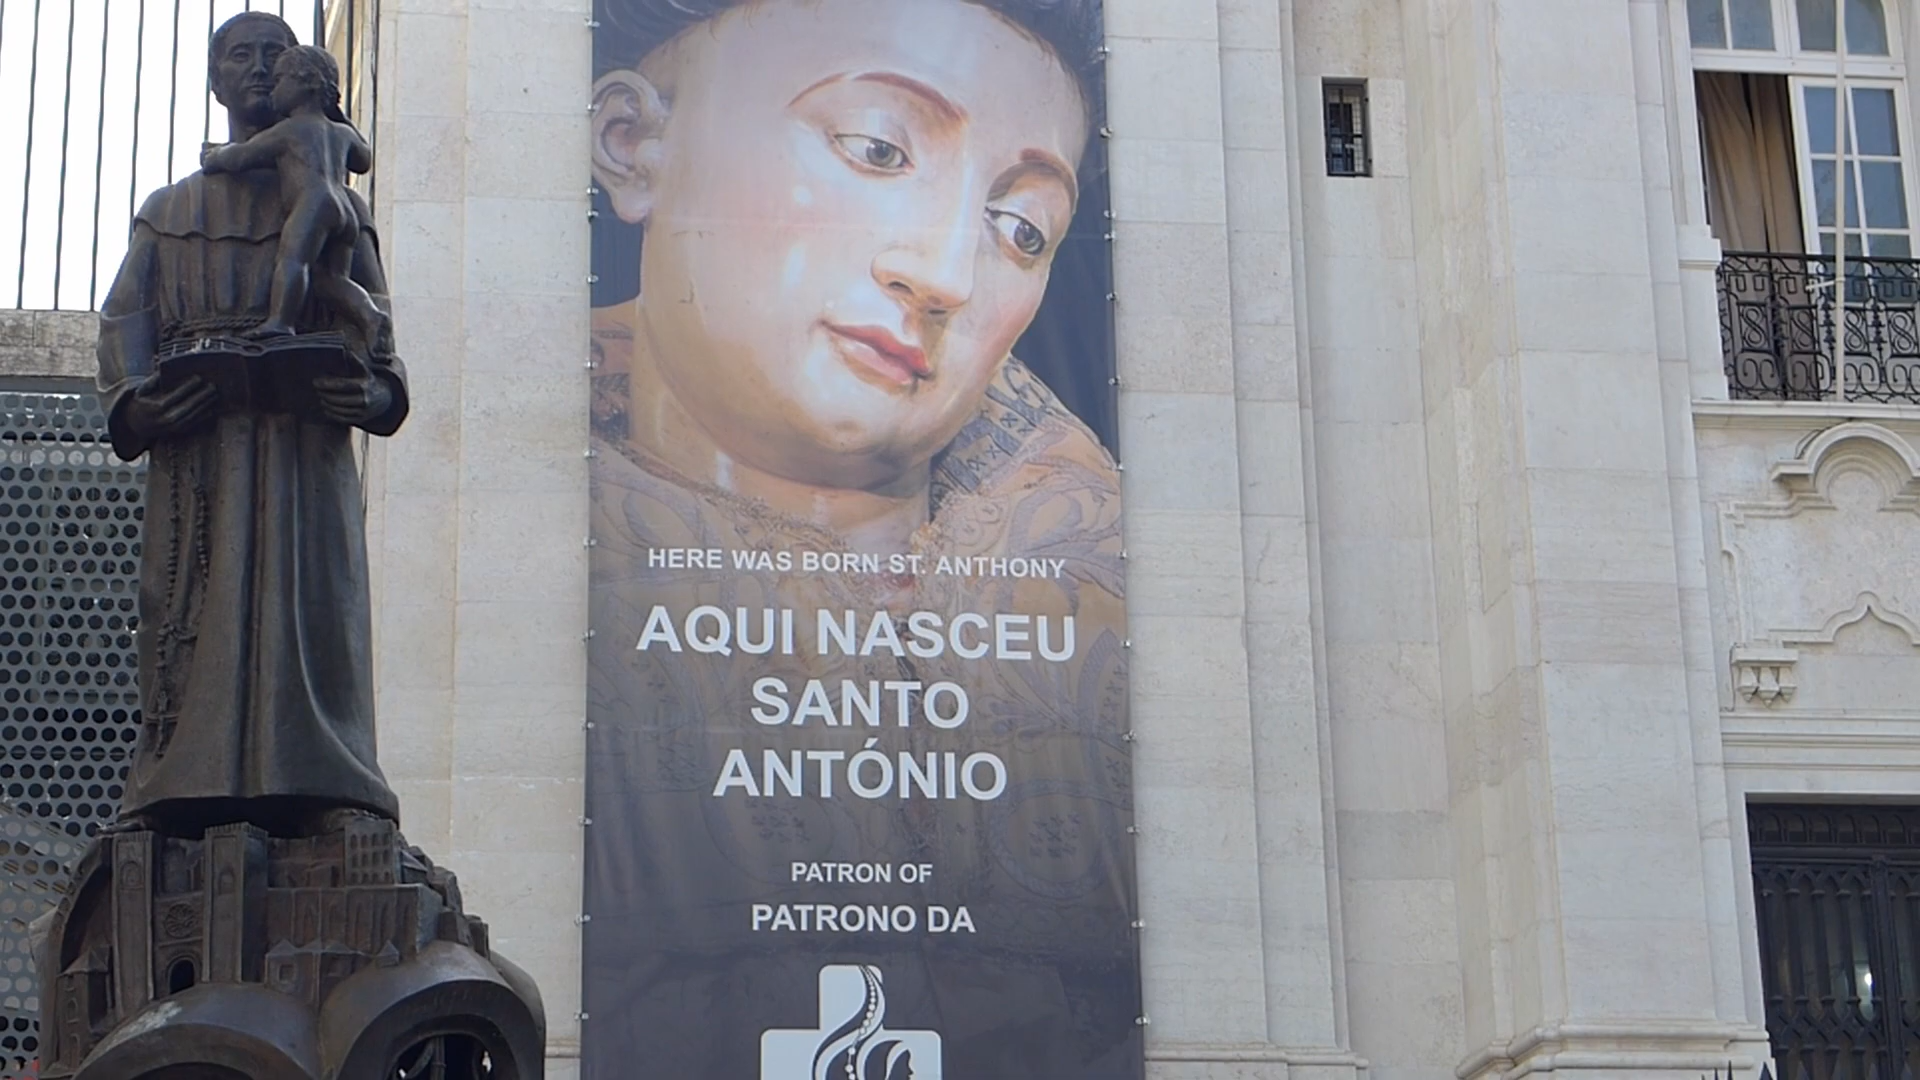 HERE WAS BORN ST. ANTHONY
AQUI NASCEU
SANTO
ANTÓNIO
PATRON OF
PATRONO DA